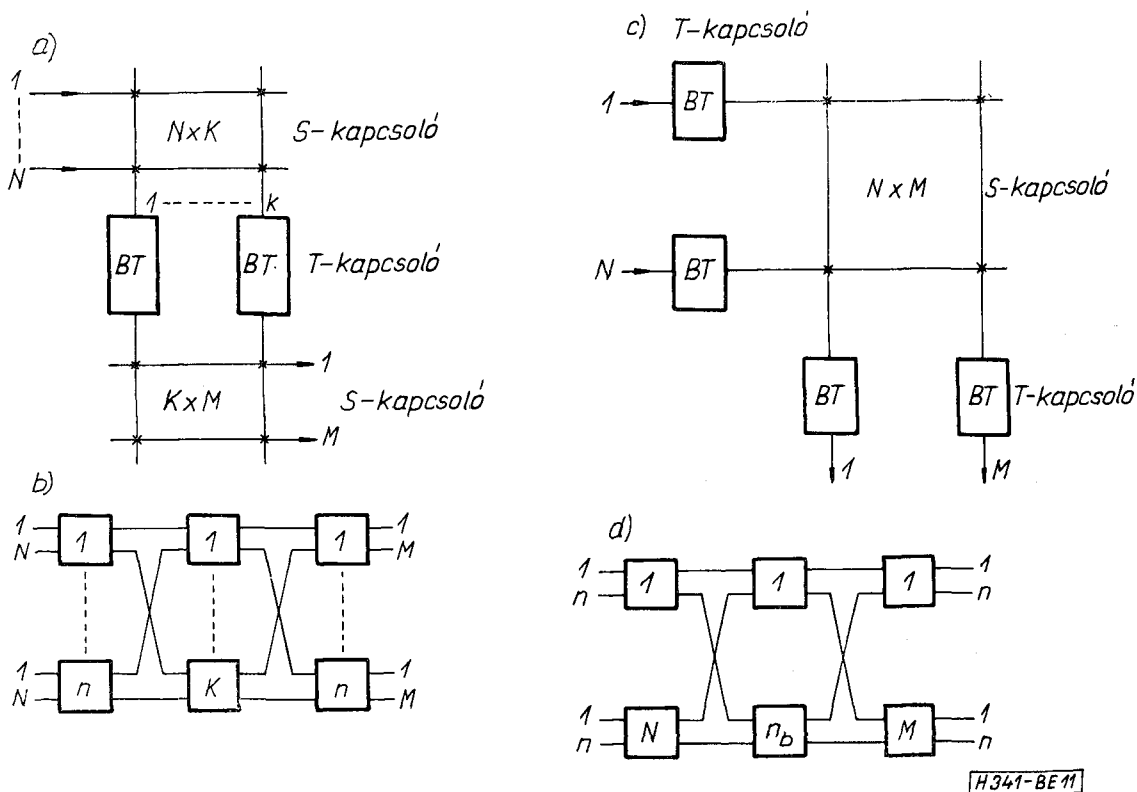 a)
1
N
N×K
S-kapcsoló
1
k
BT
BT.
T-kapcsoló
1
K×M
S-kapcsoló
M
b)
1
N
1
1
1
1
M
1
N
n
K
n
1
M
c)
T-kapcsoló
1
BT
N×M
S-kapcsoló
N
BT
BT
BT
T-kapcsoló
1
M
d)
1
n
1
1
1
1
n
1
n
N
n_b
M
1
n
H341-BE11